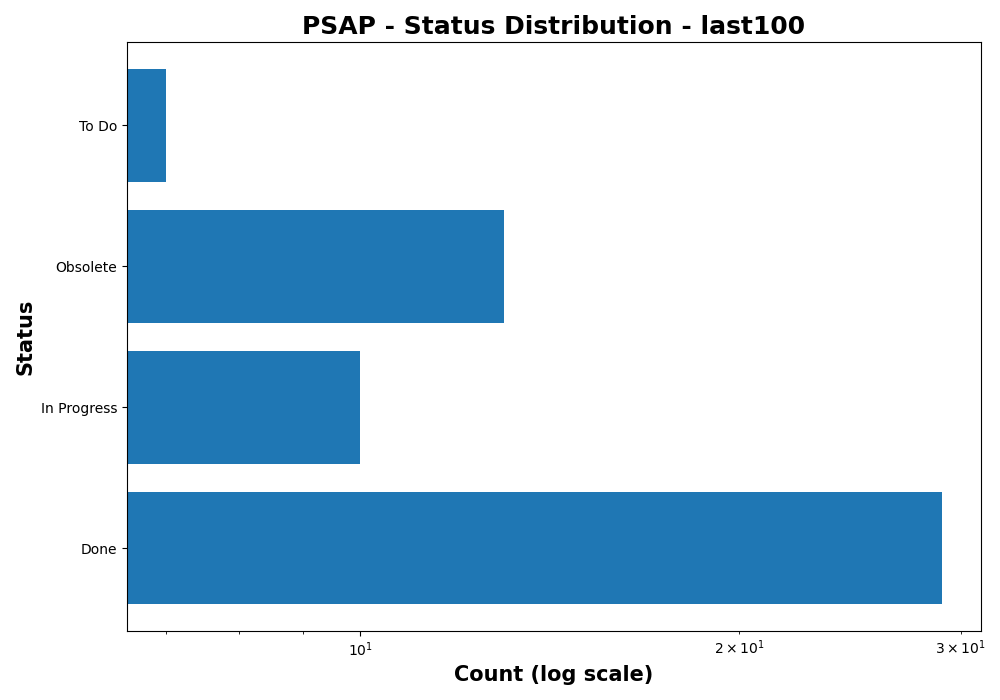 PSAP - Status Distribution - last100
To Do
Obsolete
In Progress
Done
Status
10¹
2 × 10¹
3 × 10¹
Count (log scale)